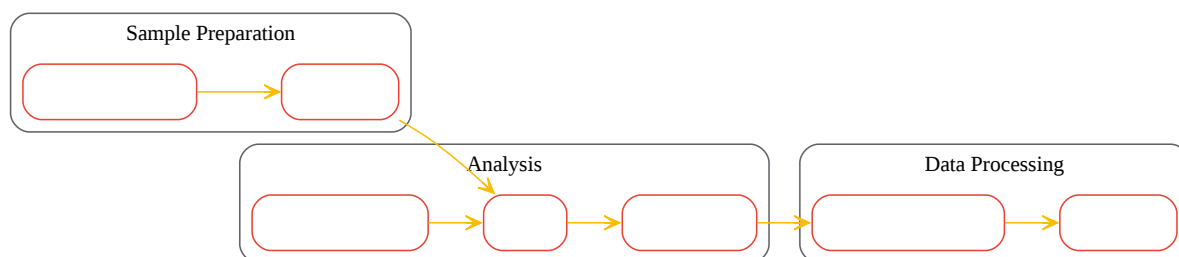 Sample Preparation
Analysis
Data Processing